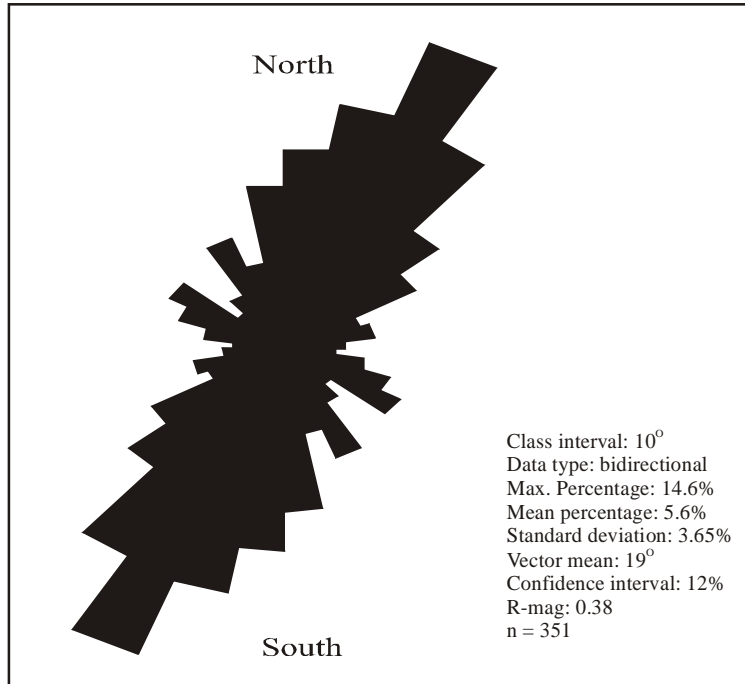 North
Class interval: 10°
Data type: bidirectional
Max. Percentage: 14.6%
Mean percentage: 5.6%
Standard deviation: 3.65%
Vector mean: 19°
Confidence interval: 12%
R-mag: 0.38
n = 351
South